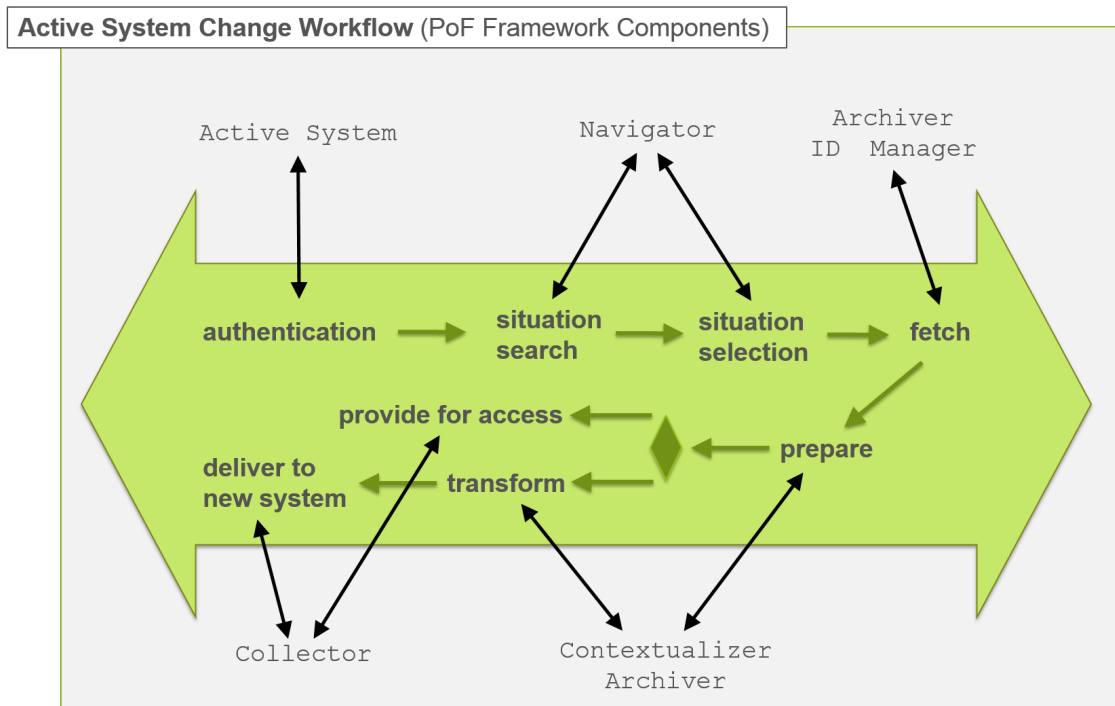 Active System Change Workflow (PoF Framework Components)
Active System
Navigator
Archiver
ID Manager
authentication
situation
search
situation
selection
fetch
provide for access
prepare
deliver to
new system
transform
Collector
Contextualizer
Archiver